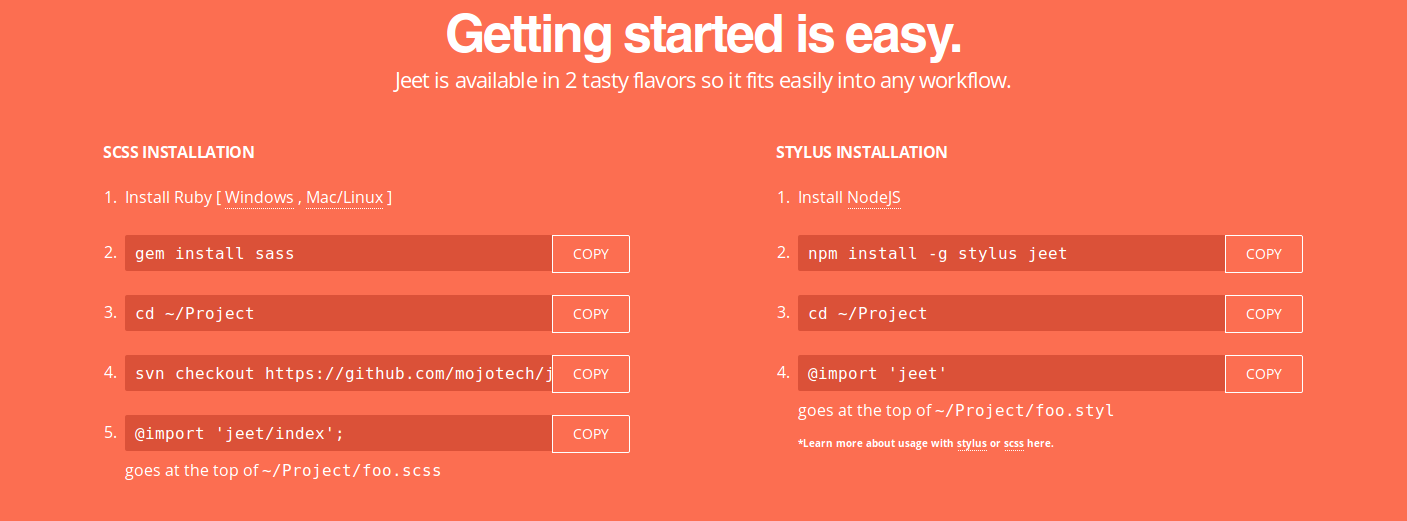 Getting started is easy.
Jeet is available in 2 tasty flavors so it fits easily into any workflow.
SCSS INSTALLATION
1. Install Ruby [ Windows , Mac/Linux ]
2. gem install sass COPY
3. cd ~/Project COPY
4. svn checkout https://github.com/mojotech/j COPY
5. @import 'jeet/index'; COPY
goes at the top of ~/Project/foo.scss
STYLUS INSTALLATION
1. Install NodeJS
2. npm install -g stylus jeet COPY
3. cd ~/Project COPY
4. @import 'jeet' COPY
goes at the top of ~/Project/foo.styl
*Learn more about usage with stylus or scss here.